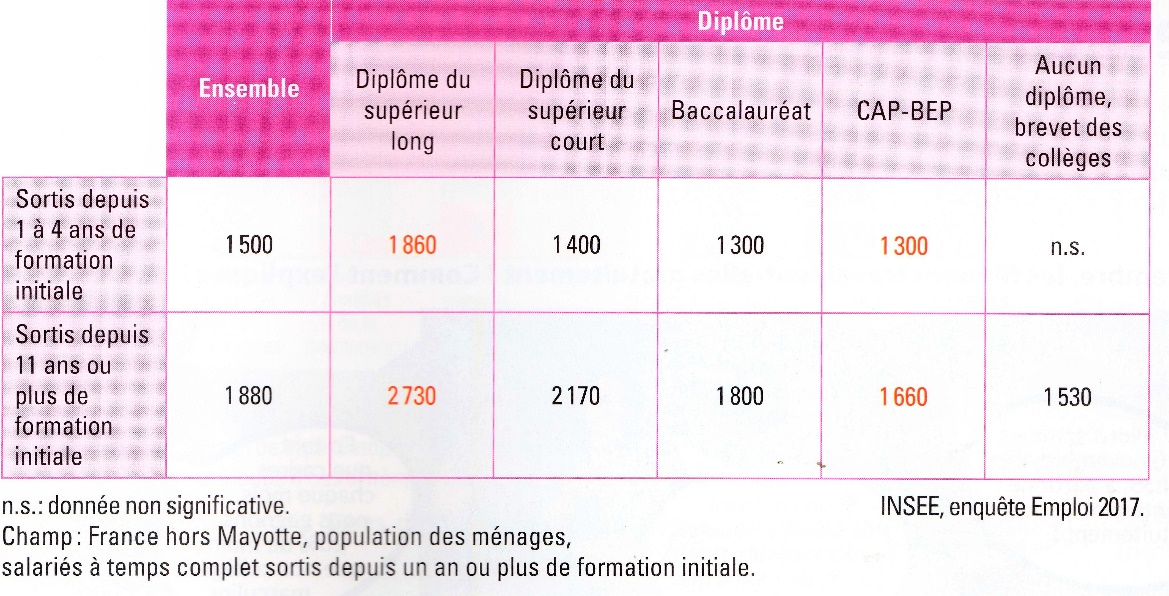 Diplôme
Ensemble
Diplôme du
supérieur
long
Diplôme du
supérieur
court
Baccalauréat
CAP-BEP
Aucun
diplôme,
brevet des
collèges
Sortis depuis
1 à 4 ans de
formation
initiale
1 500
1 860
1 400
1 300
1 300
n.s.
Sortis depuis
11 ans ou
plus de
formation
initiale
1 880
2 730
2 170
1 800
1 660
1 530
n.s.: donnée non significative.
INSEE, enquête Emploi 2017.
Champ : France hors Mayotte, population des ménages,
salariés à temps complet sortis depuis un an ou plus de formation initiale.